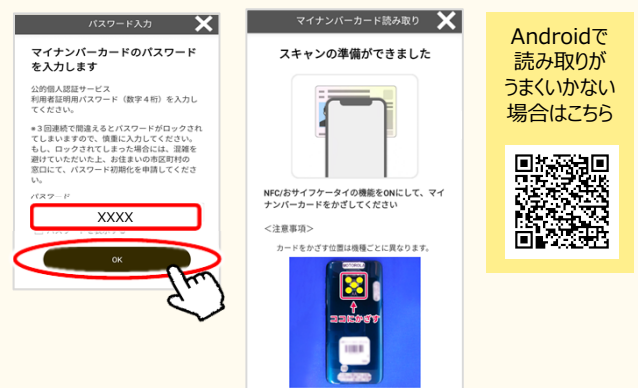 パスワード入力
マイナンバーカードのパスワード
を入力します
公的個人認証サービス
利用者証明用パスワード（数字４桁）を入力し
てください。
※３回連続で間違えるとパスワードがロックされ
てしまいますので、慎重に入力してください。
もし、ロックされてしまった場合には、混雑を
避けていただいた上、お住まいの市区町村の
窓口にて、パスワード初期化を申請してくださ
い。
パスワード
XXXX
OK
マイナンバーカード読み取り
スキャンの準備ができました
NFC/おサイフケータイの機能をONにして、マイ
ナンバーカードをかざしてください
＜注意事項＞
カードをかざす位置は機種ごとに異なります。
MOTOROLA
ココにかざす
Androidで
読み取りが
うまくいかない
場合はこちら